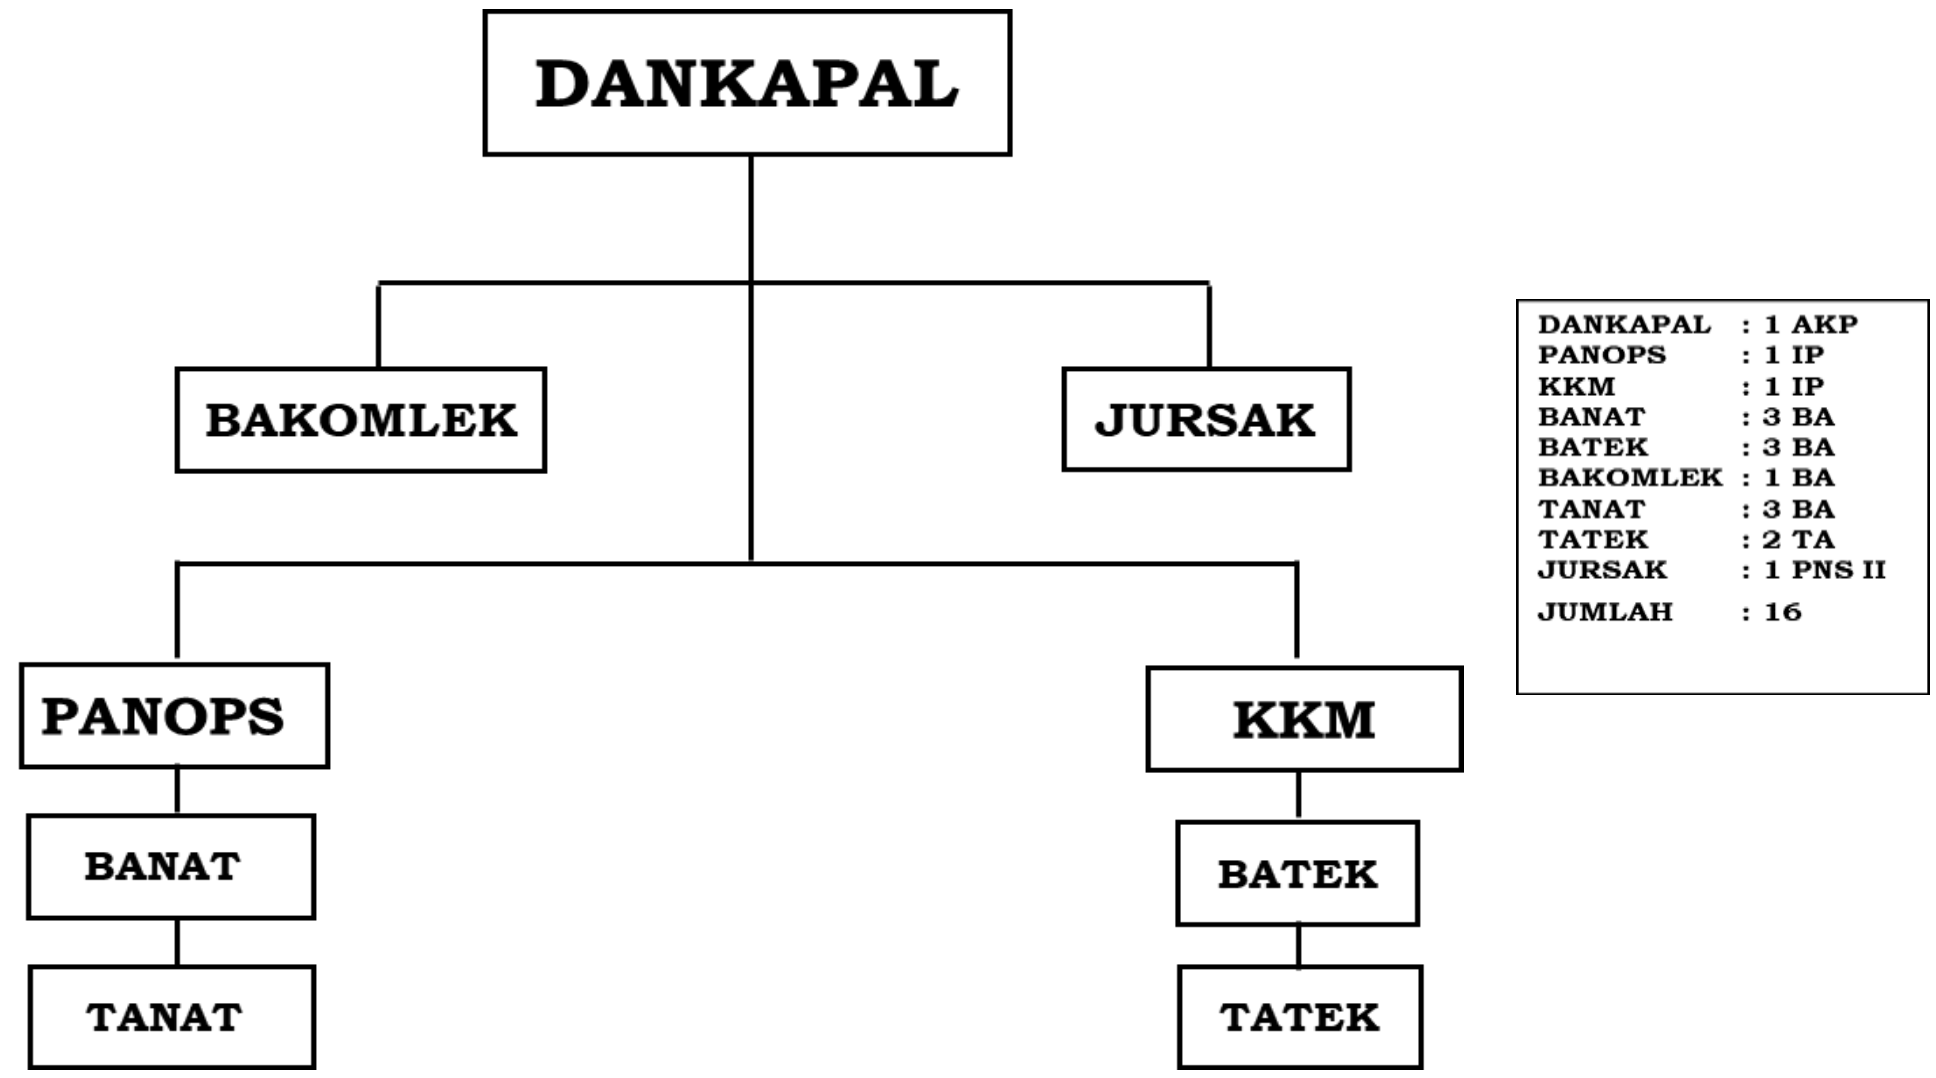 DANKAPAL
BAKOMLEK
JURSAK
PANOPS
KKM
BANAT
BATEK
TANAT
TATEK
DANKAPAL : 1 AKP
PANOPS : 1 IP
KKM : 1 IP
BANAT : 3 BA
BATEK : 3 BA
BAKOMLEK : 1 BA
TANAT : 3 BA
TATEK : 2 TA
JURSAK : 1 PNS II
JUMLAH : 16